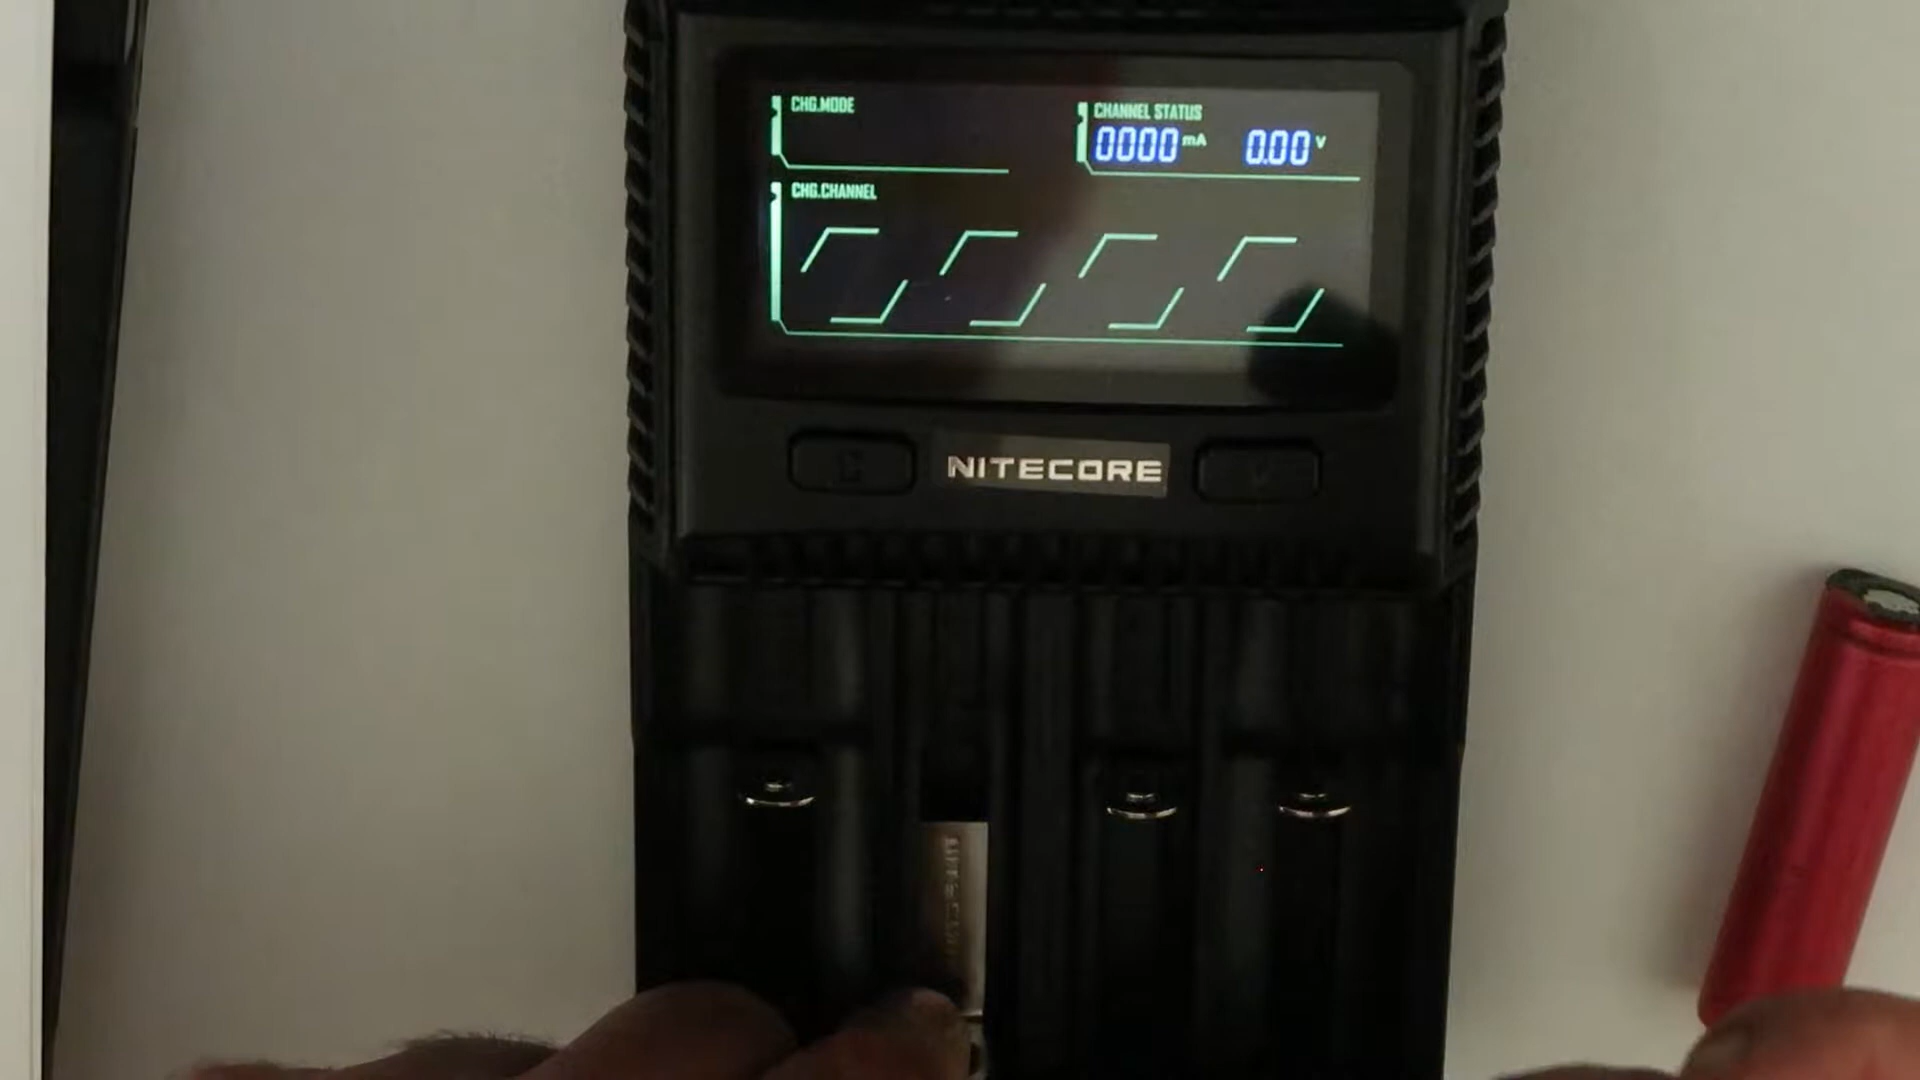 CHG.MODE
CHANNEL STATUS
0000 mA 0.00 V
CHG.CHANNEL
C
NITECORE
V